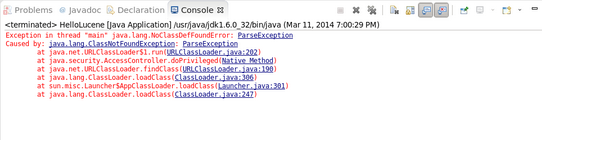 Problems @ Javadoc Declaration Console
<terminated> HelloLucene [Java Application] /usr/java/jdk1.6.0_32/bin/java (Mar 11, 2014 7:00:29 PM)
Exception in thread "main" java.lang.NoClassDefFoundError: ParseException
Caused by: java.lang.ClassNotFoundException: ParseException
at java.net.URLClassLoader$1.run(URLClassLoader.java:202)
at java.security.AccessController.doPrivileged(Native Method)
at java.net.URLClassLoader.findClass(URLClassLoader.java:190)
at java.lang.ClassLoader.loadClass(ClassLoader.java:306)
at sun.misc.Launcher$AppClassLoader.loadClass(Launcher.java:301)
at java.lang.ClassLoader.loadClass(ClassLoader.java:247)